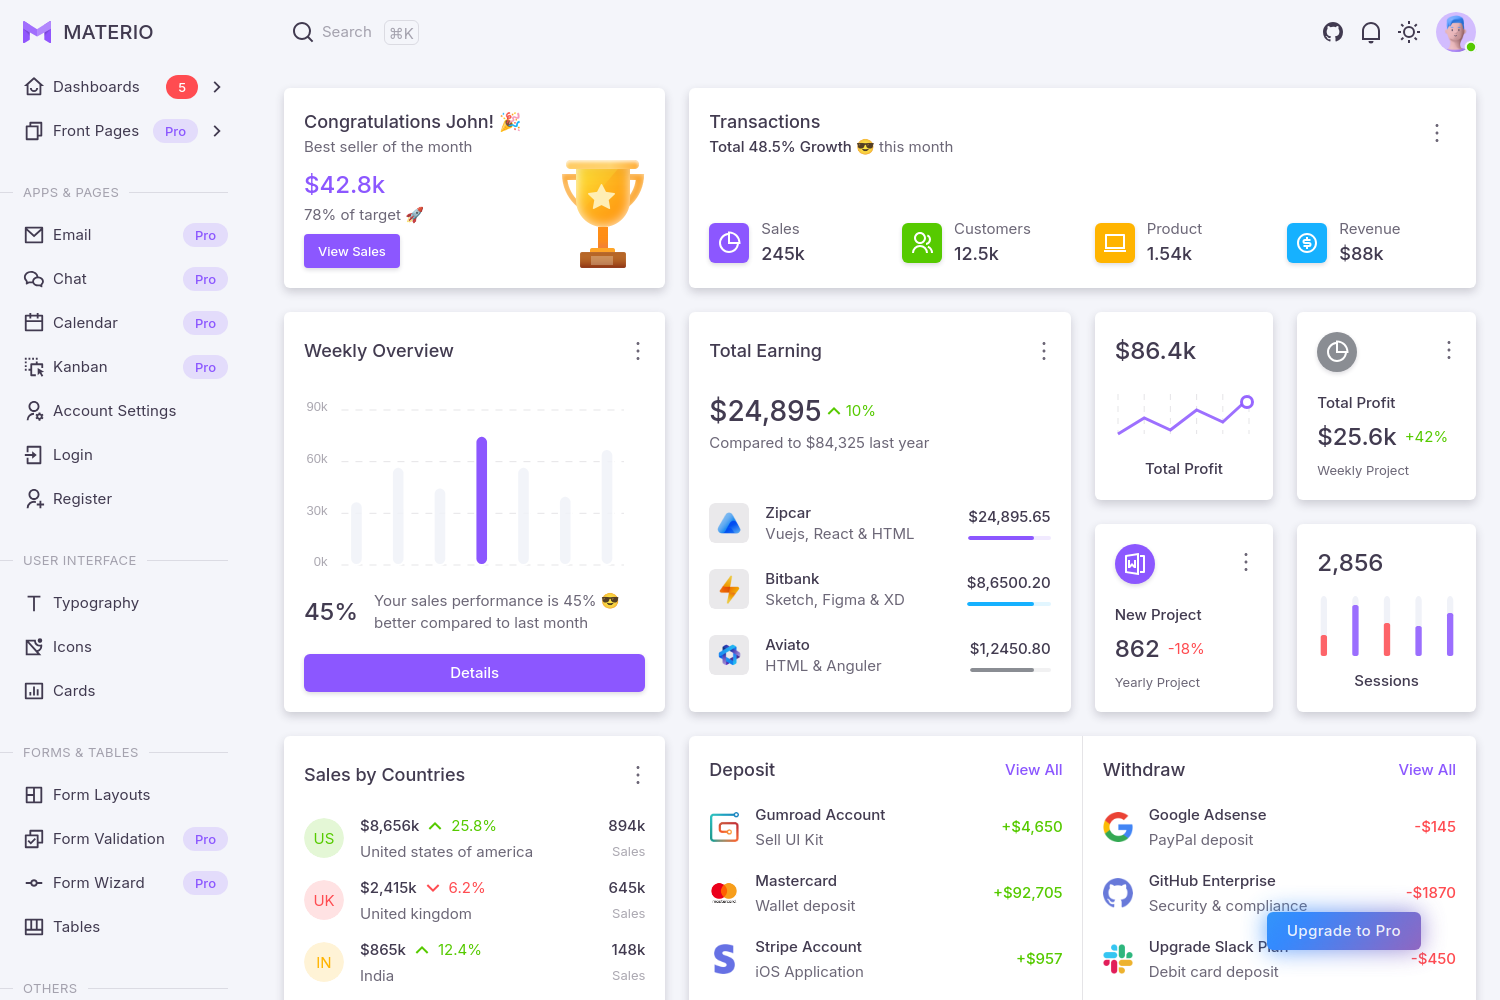 MATERIO
Search ⌘K
Dashboards 5
Front Pages Pro
APPS & PAGES
Email Pro
Chat Pro
Calendar Pro
Kanban Pro
Account Settings
Login
Register
USER INTERFACE
Typography
Icons
Cards
FORMS & TABLES
Form Layouts
Form Validation Pro
Form Wizard Pro
Tables
OTHERS
Congratulations John! 🎉
Best seller of the month
$42.8k
78% of target 🚀
View Sales
Transactions
Total 48.5% Growth 😎 this month
Sales
245k
Customers
12.5k
Product
1.54k
Revenue
$88k
Weekly Overview
90k
60k
30k
0k
45%
Your sales performance is 45% 😎
better compared to last month
Details
Total Earning
$24,895 10%
Compared to $84,325 last year
Zipcar
Vuejs, React & HTML
$24,895.65
Bitbank
Sketch, Figma & XD
$8,6500.20
Aviato
HTML & Anguler
$1,2450.80
$86.4k
Total Profit
Total Profit
$25.6k +42%
Weekly Project
New Project
862 -18%
Yearly Project
2,856
Sessions
Sales by Countries
US
$8,656k 25.8%
United states of america
894k
Sales
UK
$2,415k 6.2%
United kingdom
645k
Sales
IN
$865k 12.4%
India
148k
Sales
Deposit View All
Gumroad Account
Sell UI Kit
+$4,650
mastercard
Mastercard
Wallet deposit
+$92,705
Stripe Account
iOS Application
+$957
Withdraw View All
Google Adsense
PayPal deposit
-$145
GitHub Enterprise
Security & compliance
-$1870
Upgrade Slack Plan
Debit card deposit
-$450
Upgrade to Pro